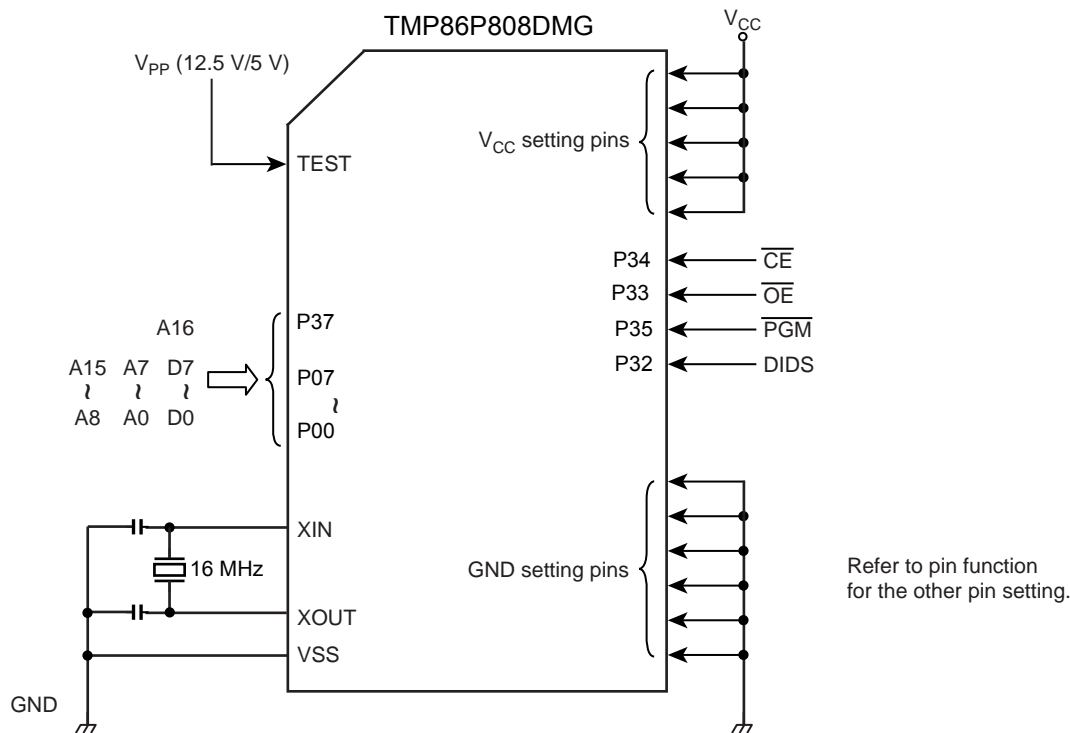 TMP86P808DMG
VCC
VPP (12.5 V/5 V)
VCC setting pins
TEST
P34
CE
P33
OE
P35
PGM
P32
DIDS
A16
P37
A15 A7 D7
~ ~ ~
A8 A0 D0
P07
~
P00
XIN
16 MHz
XOUT
VSS
GND
GND setting pins
Refer to pin function
for the other pin setting.